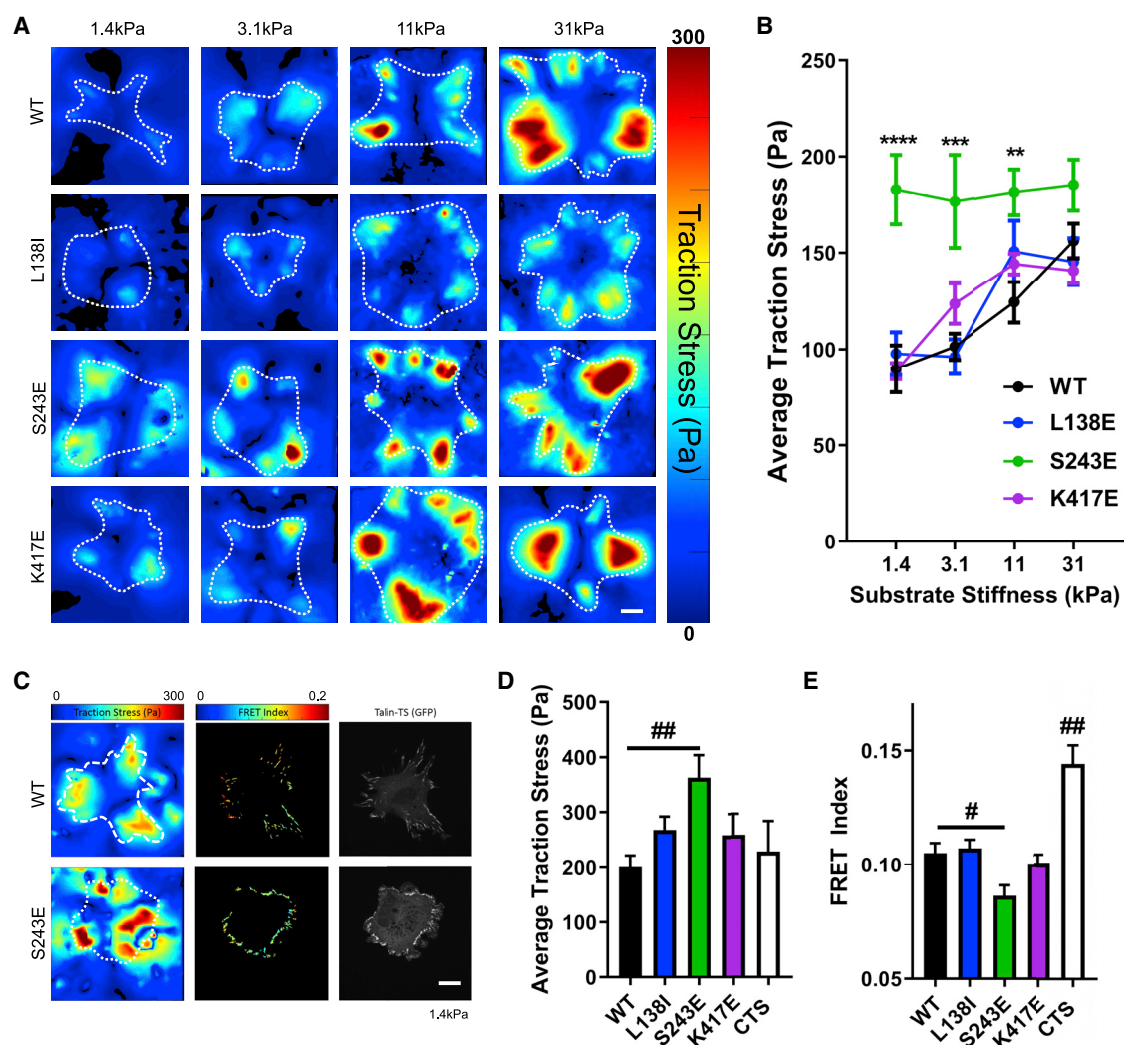 A
1.4kPa 3.1kPa 11kPa 31kPa
WT
L138I
S243E
K417E
300
Traction Stress (Pa)
0
B
250
200
150
100
50
0
Average Traction Stress (Pa)
**** *** **
WT
L138E
S243E
K417E
1.4 3.1 11 31
Substrate Stiffness (kPa)
C
0 300 0 0.2
Traction Stress (Pa) FRET Index Talin-TS (GFP)
WT
S243E
1.4kPa
D
500
400
300
200
100
0
Average Traction Stress (Pa)
##
WT L138I S243E K417E CTS
E
0.15
0.10
0.05
FRET Index
# ##
WT L138I S243E K417E CTS